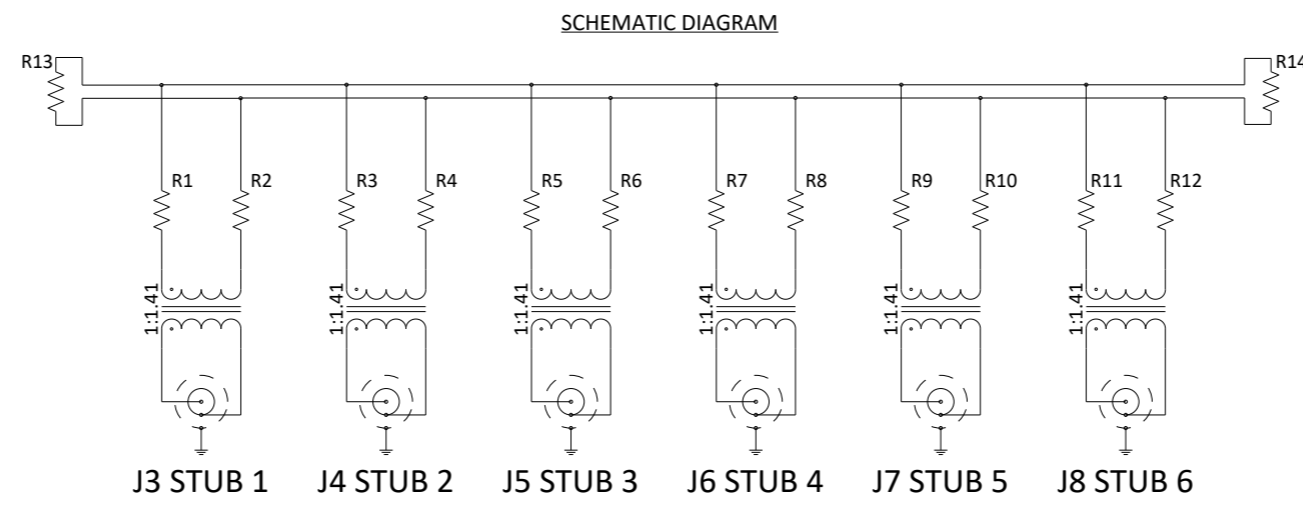 SCHEMATIC DIAGRAM
R13 R14
R1 R2 R3 R4 R5 R6 R7 R8 R9 R10 R11 R12
1:1.41 1:1.41 1:1.41 1:1.41 1:1.41 1:1.41
J3 STUB 1 J4 STUB 2 J5 STUB 3 J6 STUB 4 J7 STUB 5 J8 STUB 6